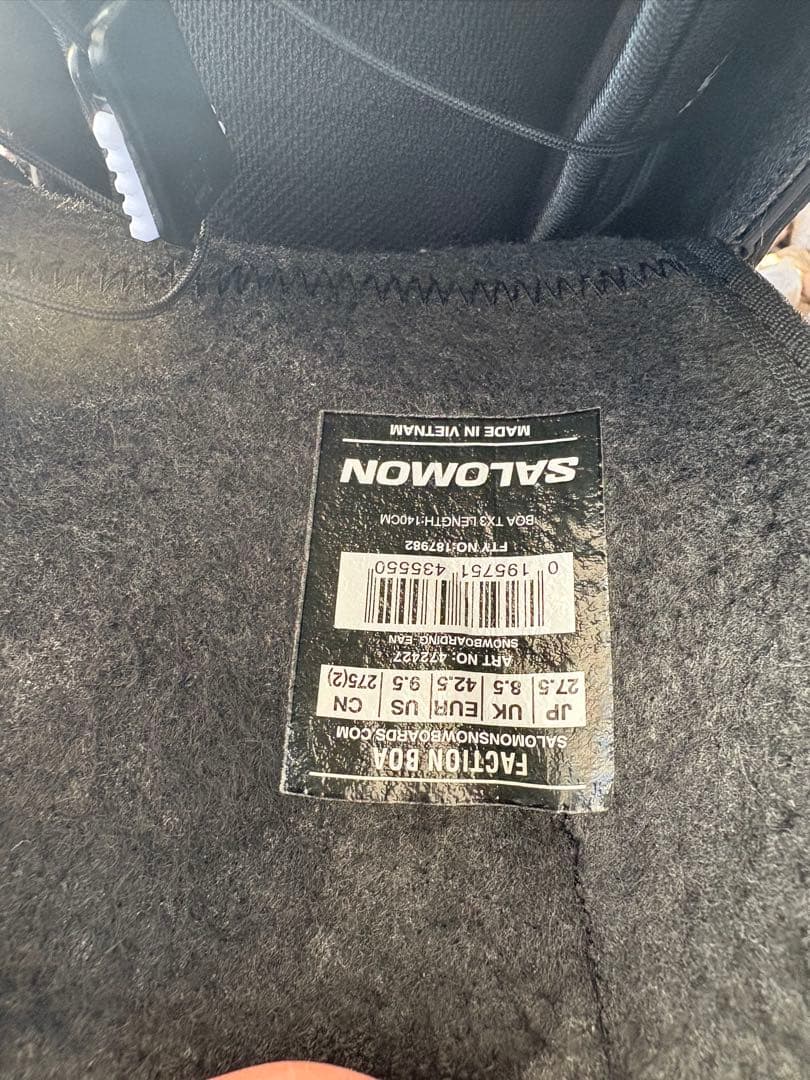 FACTION BOA
SALOMONSNOWBOARDS.COM
JP UK EUR US CN
27.5 8.5 42.5 9.5 275(2)
ART NO: 472427
SNOWBOARDING-EAN
0 195751 435550
FTY NO:187982
BOA TX3 LENGTH:140CM
SALOMON
MADE IN VIETNAM